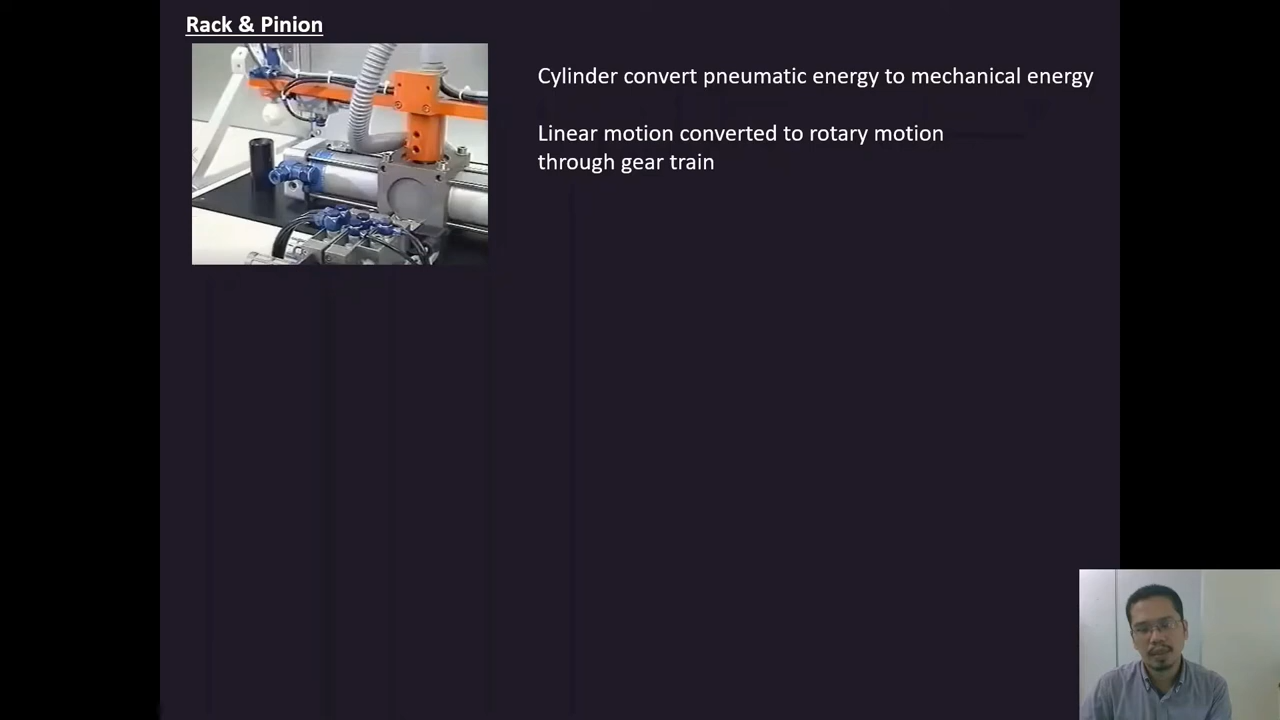 Rack & Pinion
Cylinder convert pneumatic energy to mechanical energy
Linear motion converted to rotary motion
through gear train